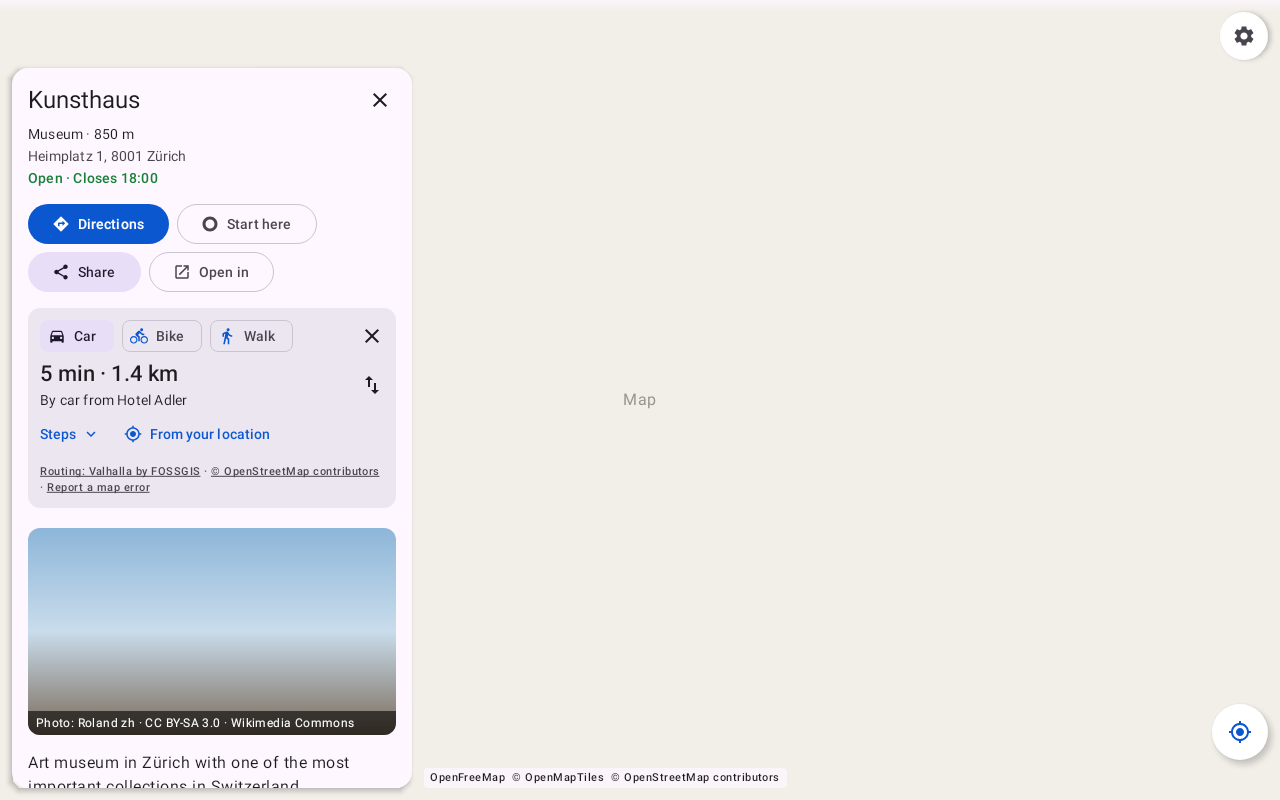 Kunsthaus
Museum · 850 m
Heimplatz 1, 8001 Zürich
Open · Closes 18:00
Directions
Start here
Share
Open in
Car
Bike
Walk
5 min · 1.4 km
By car from Hotel Adler
Steps
From your location
Routing: Valhalla by FOSSGIS · © OpenStreetMap contributors
· Report a map error
Photo: Roland zh · CC BY-SA 3.0 · Wikimedia Commons
Art museum in Zürich with one of the most
important collections in Switzerland
Map
OpenFreeMap © OpenMapTiles © OpenStreetMap contributors